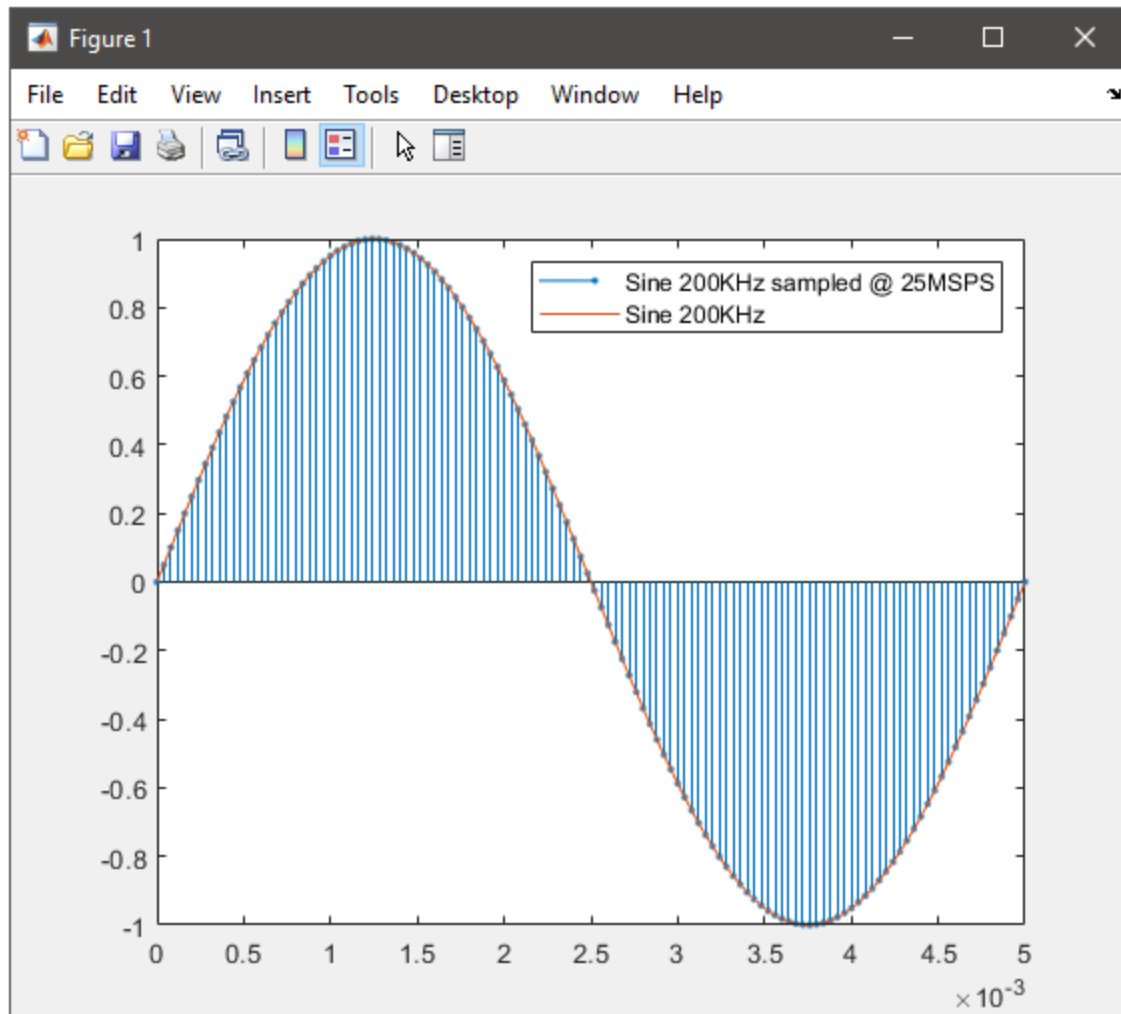 Figure 1
File Edit View Insert Tools Desktop Window Help
Sine 200KHz sampled @ 25MSPS
Sine 200KHz
1
0.8
0.6
0.4
0.2
0
-0.2
-0.4
-0.6
-0.8
-1
0 0.5 1 1.5 2 2.5 3 3.5 4 4.5 5
×10⁻³